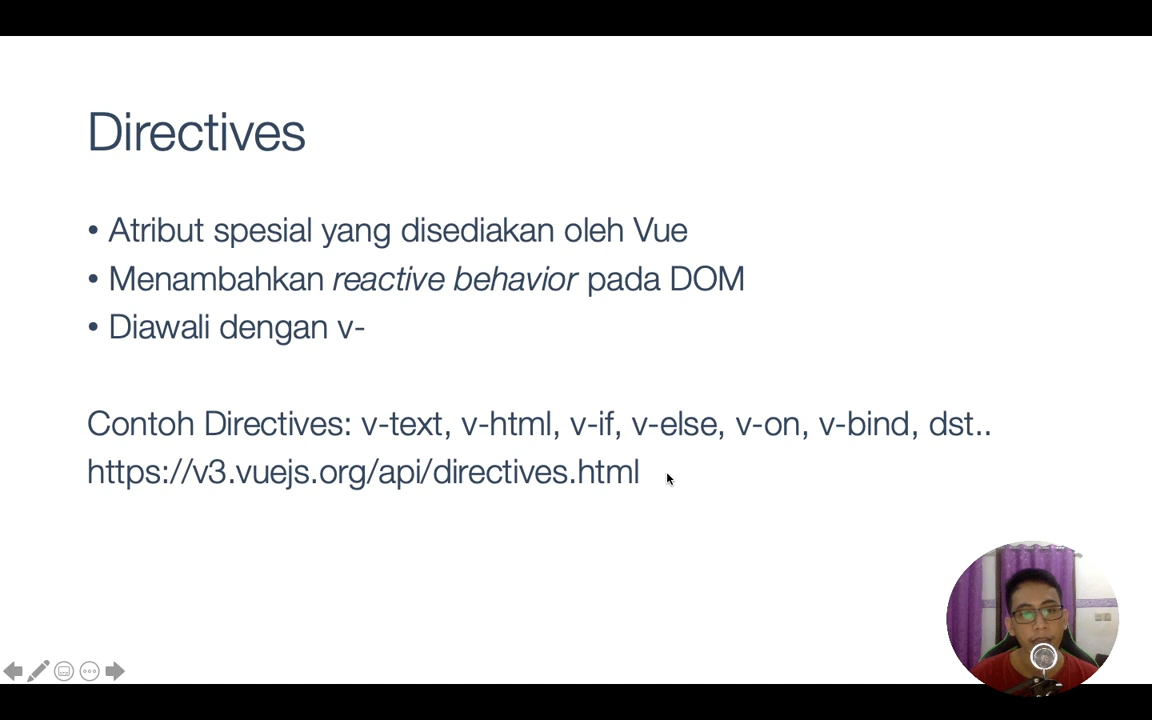 Directives
• Atribut spesial yang disediakan oleh Vue
• Menambahkan reactive behavior pada DOM
• Diawali dengan v-
Contoh Directives: v-text, v-html, v-if, v-else, v-on, v-bind, dst..
https://v3.vuejs.org/api/directives.html